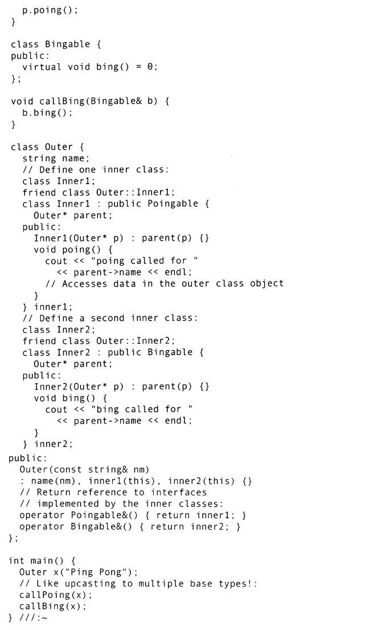 p.poing();
}

class Bingable {
public:
  virtual void bing() = 0;
};

void callBing(Bingable& b) {
  b.bing();
}

class Outer {
  string name;
  // Define one inner class:
  class Inner1;
  friend class Outer::Inner1;
  class Inner1 : public Poingable {
    Outer* parent;
  public:
    Inner1(Outer* p) : parent(p) {}
    void poing() {
      cout << "poing called for "
        << parent->name << endl;
      // Accesses data in the outer class object
    }
  } inner1;
  // Define a second inner class:
  class Inner2;
  friend class Outer::Inner2;
  class Inner2 : public Bingable {
    Outer* parent;
  public:
    Inner2(Outer* p) : parent(p) {}
    void bing() {
      cout << "bing called for "
        << parent->name << endl;
    }
  } inner2;
public:
  Outer(const string& nm)
  : name(nm), inner1(this), inner2(this) {}
  // Return reference to interfaces
  // implemented by the inner classes:
  operator Poingable&() { return inner1; }
  operator Bingable&() { return inner2; }
};

int main() {
  Outer x("Ping Pong");
  // Like upcasting to multiple base types!:
  callPoing(x);
  callBing(x);
} ///:~